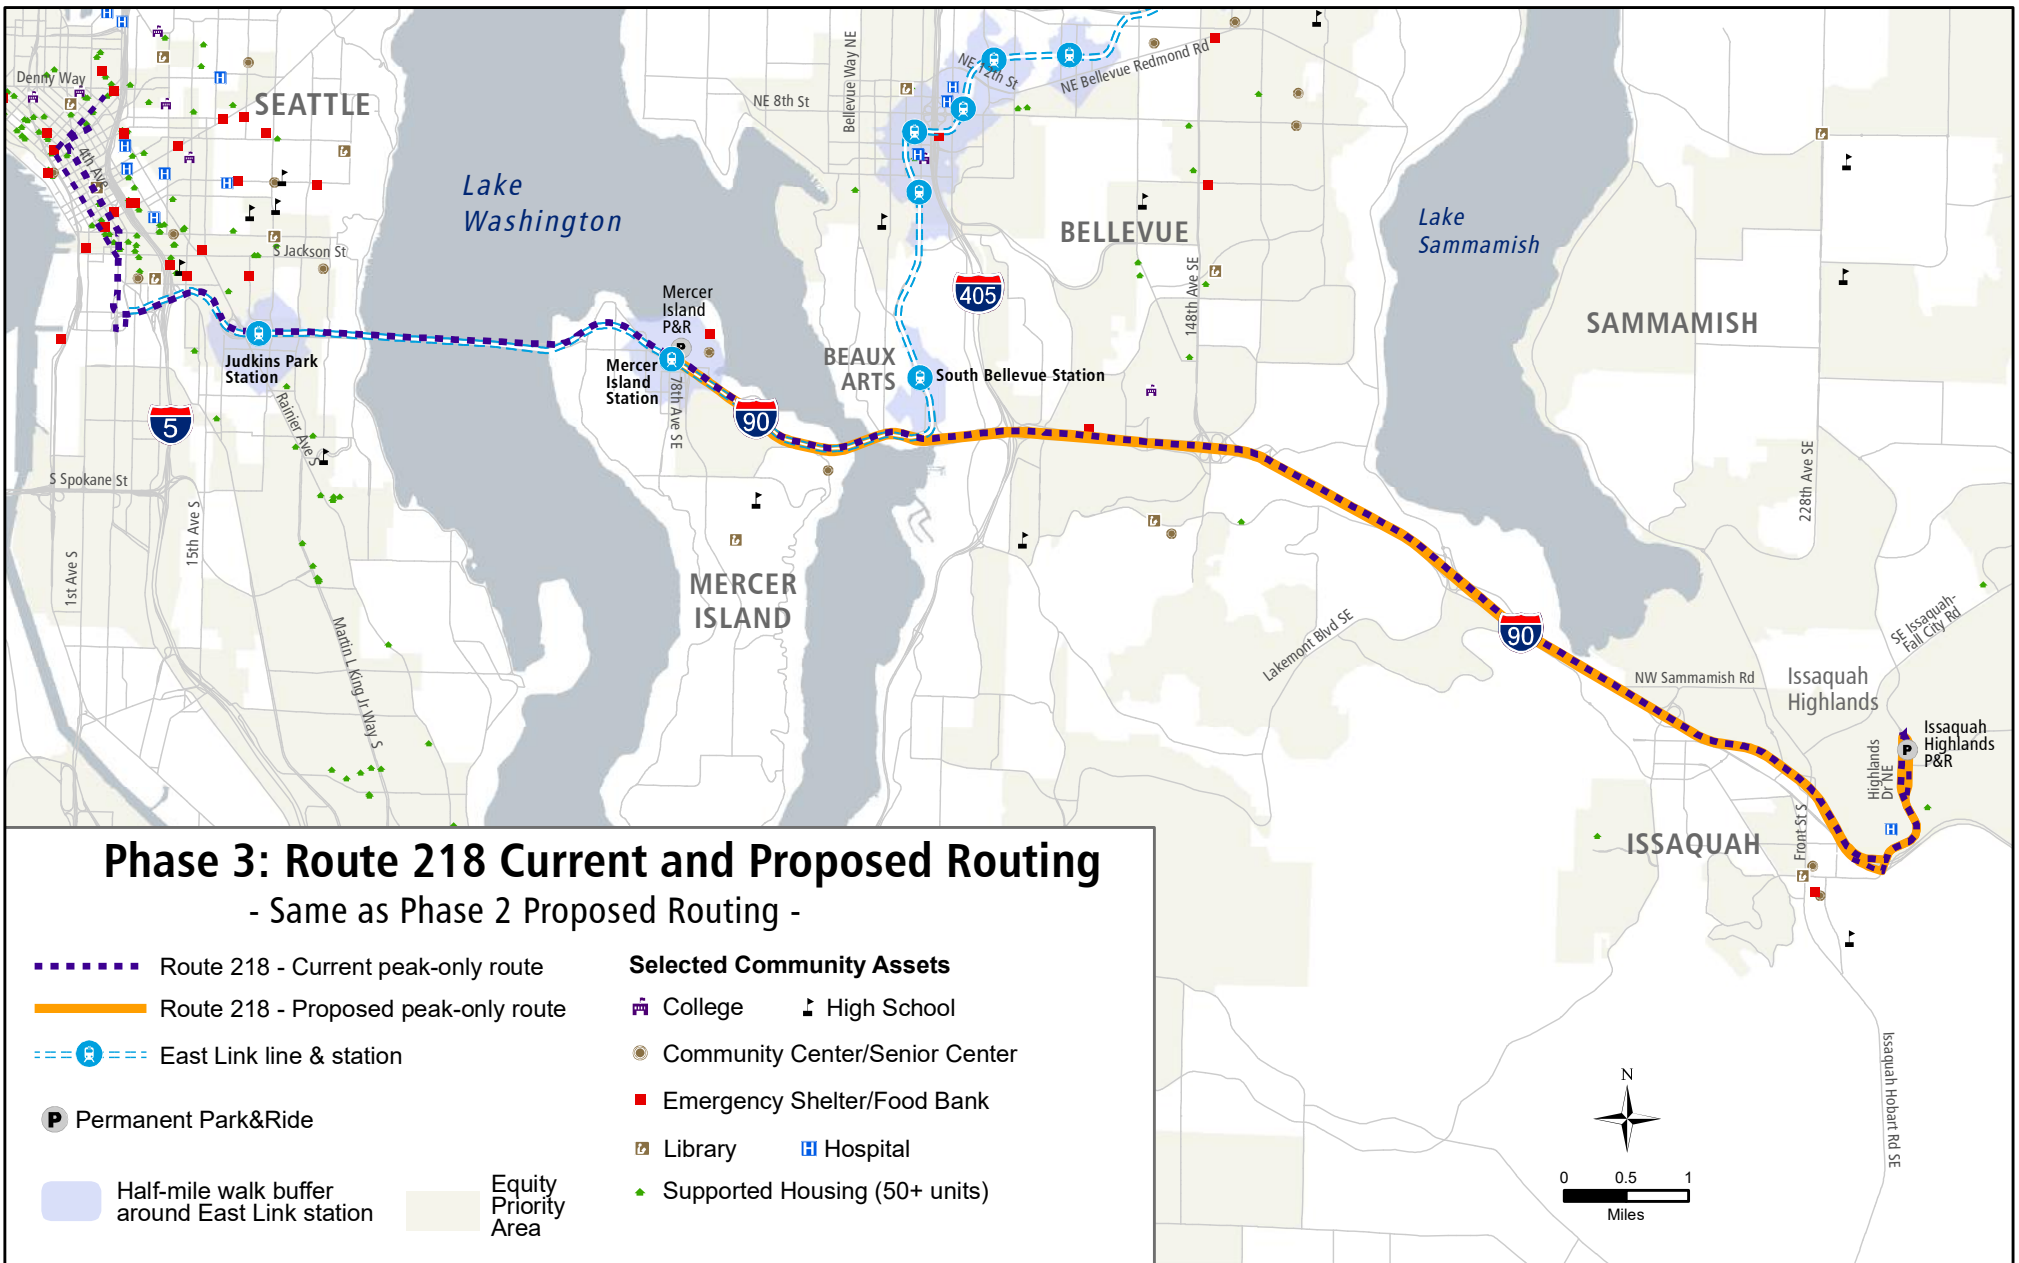 Denny Way
SEATTLE
4th Ave
S Jackson St
Lake
Washington
NE 8th St
Bellevue Way NE
NE 12th St
NE Bellevue Redmond Rd
BELLEVUE
405
148th Ave SE
Lake
Sammamish
SAMMAMISH
228th Ave SE
Judkins Park
Station
Mercer
Island
P&R
P
Mercer
Island
Station
78th Ave SE
90
BEAUX
ARTS
South Bellevue Station
5
Rainier Ave S
S Spokane St
15th Ave S
1st Ave S
Martin L King Jr Way S
MERCER
ISLAND
Lakemont Blvd SE
90
NW Sammamish Rd
SE Issaquah-
Fall City Rd
Issaquah
Highlands
Issaquah
Highlands
P&R
P
Highlands
Dr NE
Front St S
ISSAQUAH
Issaquah Hobart Rd SE
Phase 3: Route 218 Current and Proposed Routing
- Same as Phase 2 Proposed Routing -
Route 218 - Current peak-only route
Route 218 - Proposed peak-only route
East Link line & station
P Permanent Park&Ride
Half-mile walk buffer
around East Link station
Equity
Priority
Area
Selected Community Assets
College
High School
Community Center/Senior Center
Emergency Shelter/Food Bank
Library
H Hospital
Supported Housing (50+ units)
N
0 0.5 1
Miles